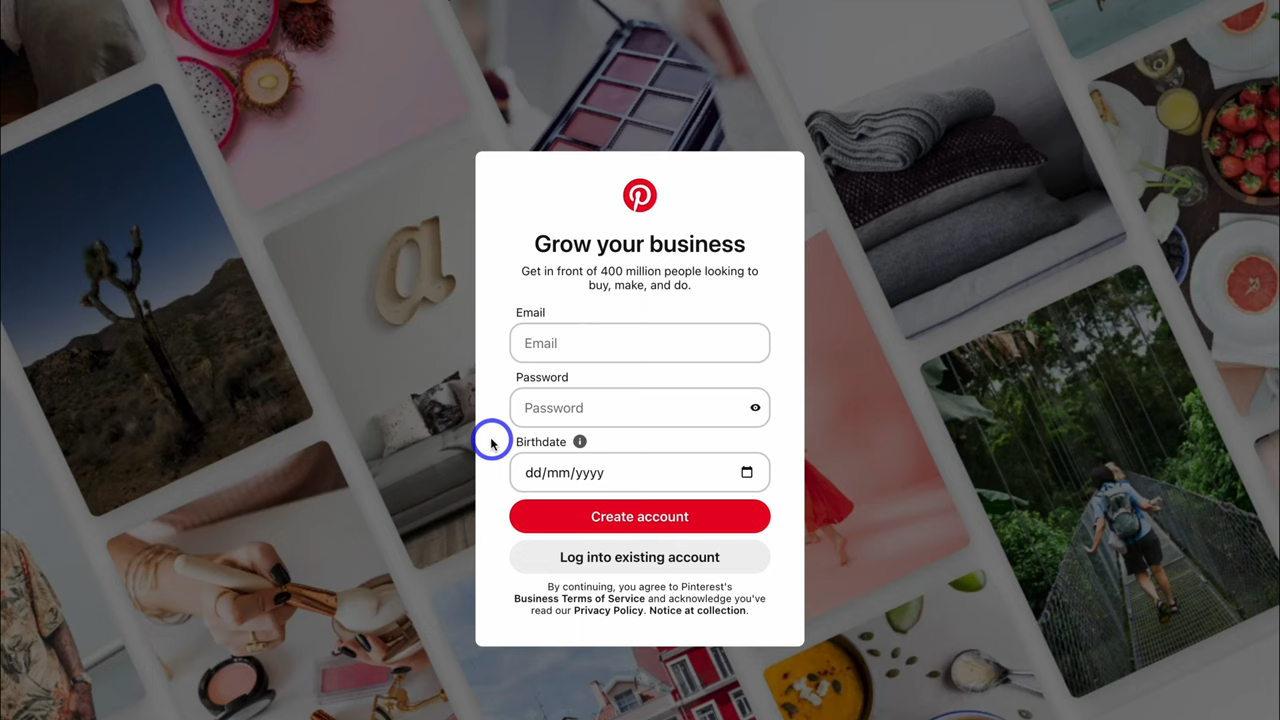 Grow your business
Get in front of 400 million people looking to
buy, make, and do.
Email
Email
Password
Password
Birthdate
dd/mm/yyyy
Create account
Log into existing account
By continuing, you agree to Pinterest's
Business Terms of Service and acknowledge you've
read our Privacy Policy. Notice at collection.